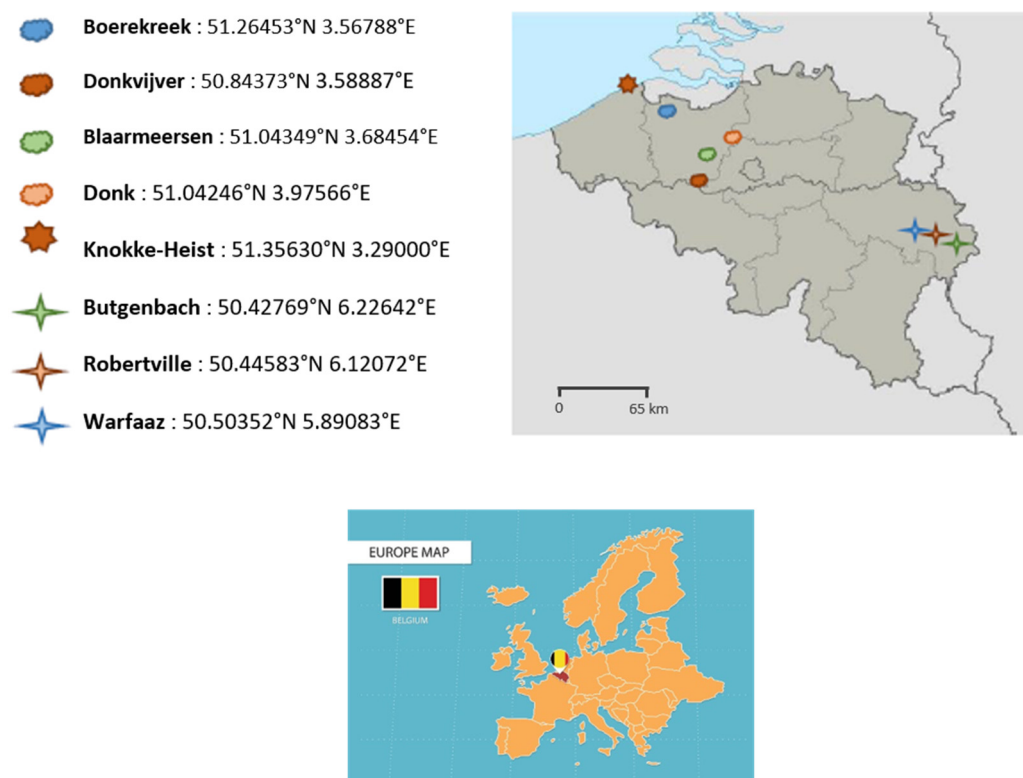 Boerekreek : 51.26453°N 3.56788°E
Donkvijver : 50.84373°N 3.58887°E
Blaarmeersen : 51.04349°N 3.68454°E
Donk : 51.04246°N 3.97566°E
Knokke-Heist : 51.35630°N 3.29000°E
Butgenbach : 50.42769°N 6.22642°E
Robertville : 50.44583°N 6.12072°E
Warfaaz : 50.50352°N 5.89083°E
0 65 km
EUROPE MAP
BELGIUM